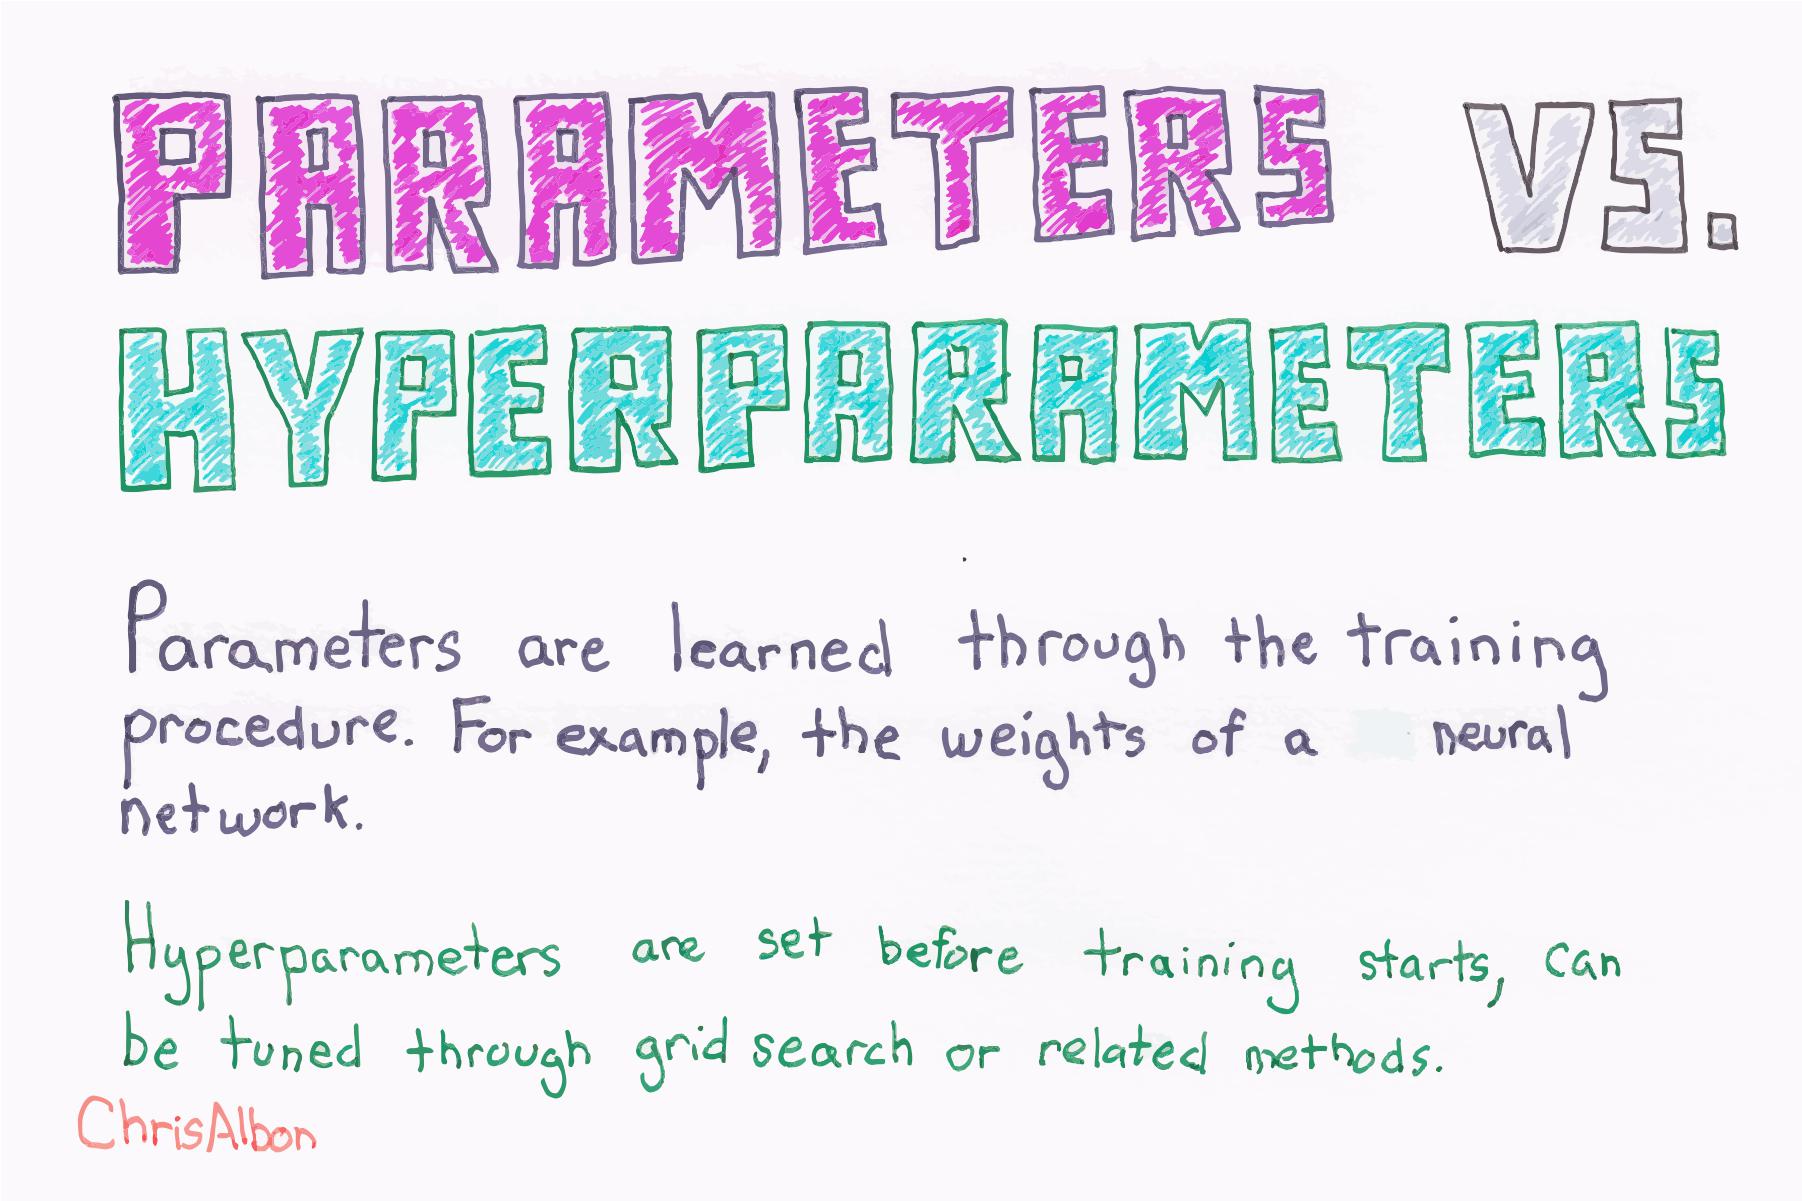 PARAMETERS VS.
HYPERPARAMETERS
Parameters are learned through the training
procedure. For example, the weights of a neural
network.
Hyperparameters are set before training starts, can
be tuned through grid search or related methods.
ChrisAlbon